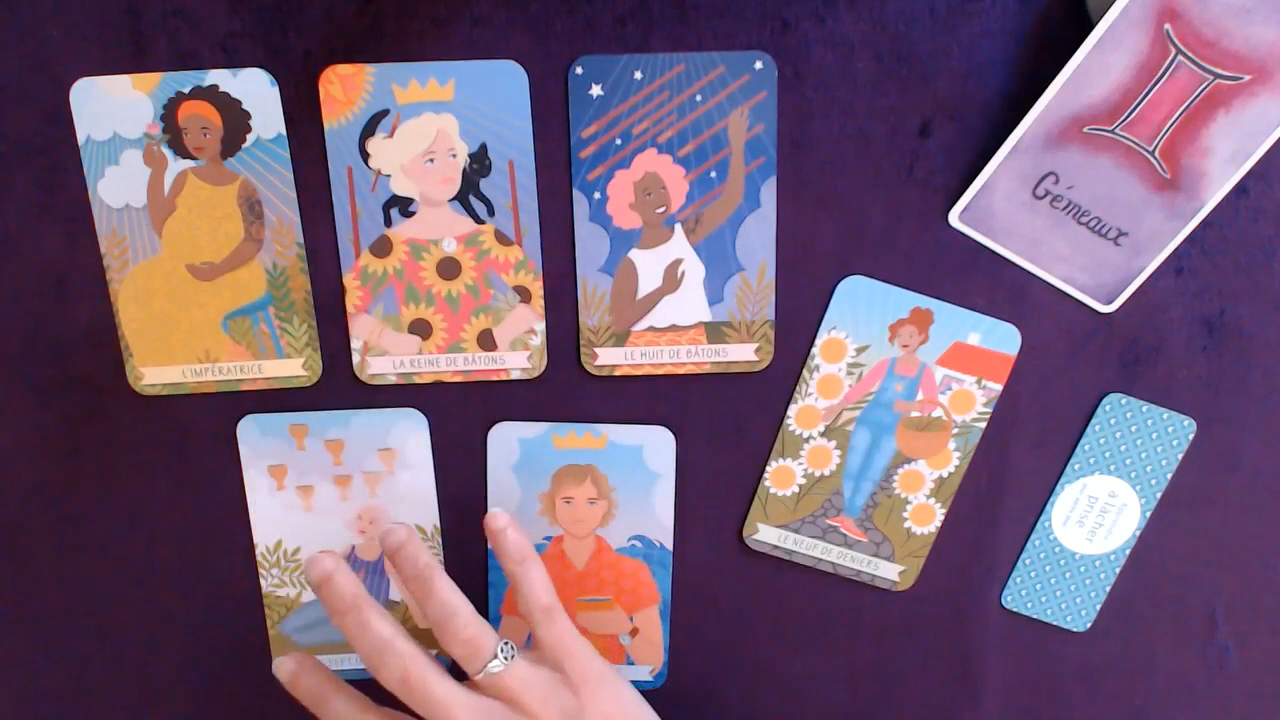 L'IMPÉRATRICE
LA REINE DE BÂTONS
LE HUIT DE BÂTONS
Gémeaux
LE NEUF DE DENIERS
à lâcher
prise